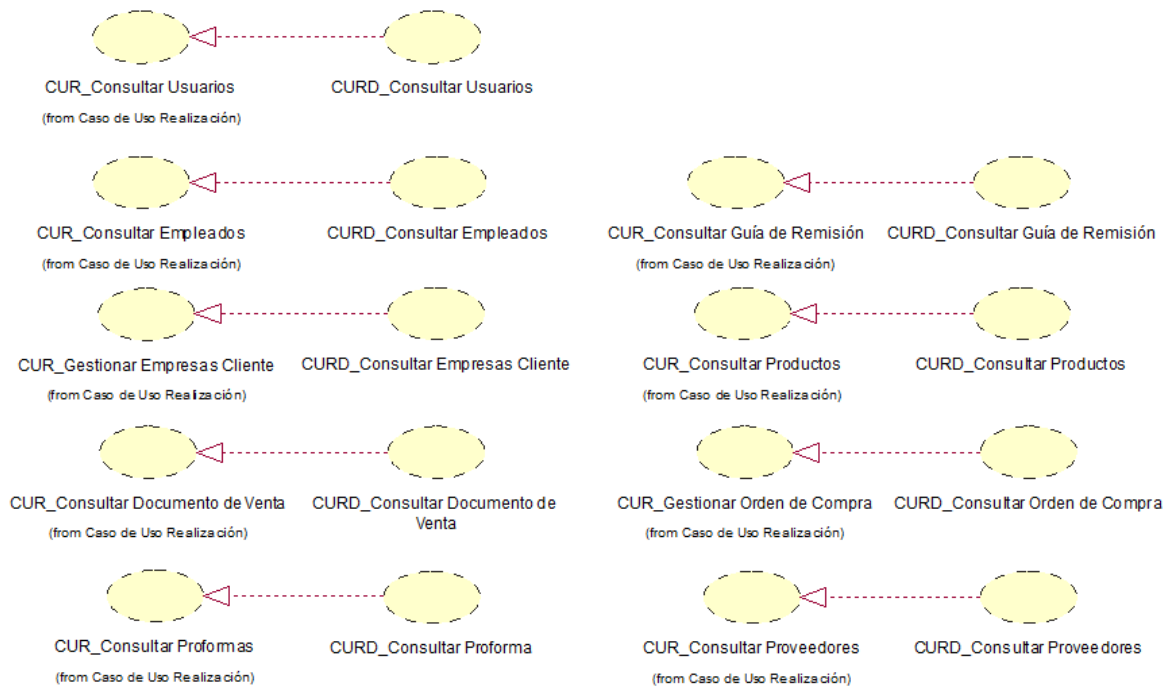 CUR_Consultar Usuarios
CURD_Consultar Usuarios
(from Caso de Uso Realización)
CUR_Consultar Empleados
CURD_Consultar Empleados
CUR_Consultar Guía de Remisión
CURD_Consultar Guía de Remisión
(from Caso de Uso Realización)
(from Caso de Uso Realización)
CUR_Gestionar Empresas Cliente
CURD_Consultar Empresas Cliente
CUR_Consultar Productos
CURD_Consultar Productos
(from Caso de Uso Realización)
(from Caso de Uso Realización)
CUR_Consultar Documento de Venta
CURD_Consultar Documento de
Venta
CUR_Gestionar Orden de Compra
CURD_Consultar Orden de Compra
(from Caso de Uso Realización)
(from Caso de Uso Realización)
CUR_Consultar Proformas
CURD_Consultar Proforma
CUR_Consultar Proveedores
CURD_Consultar Proveedores
(from Caso de Uso Realización)
(from Caso de Uso Realización)